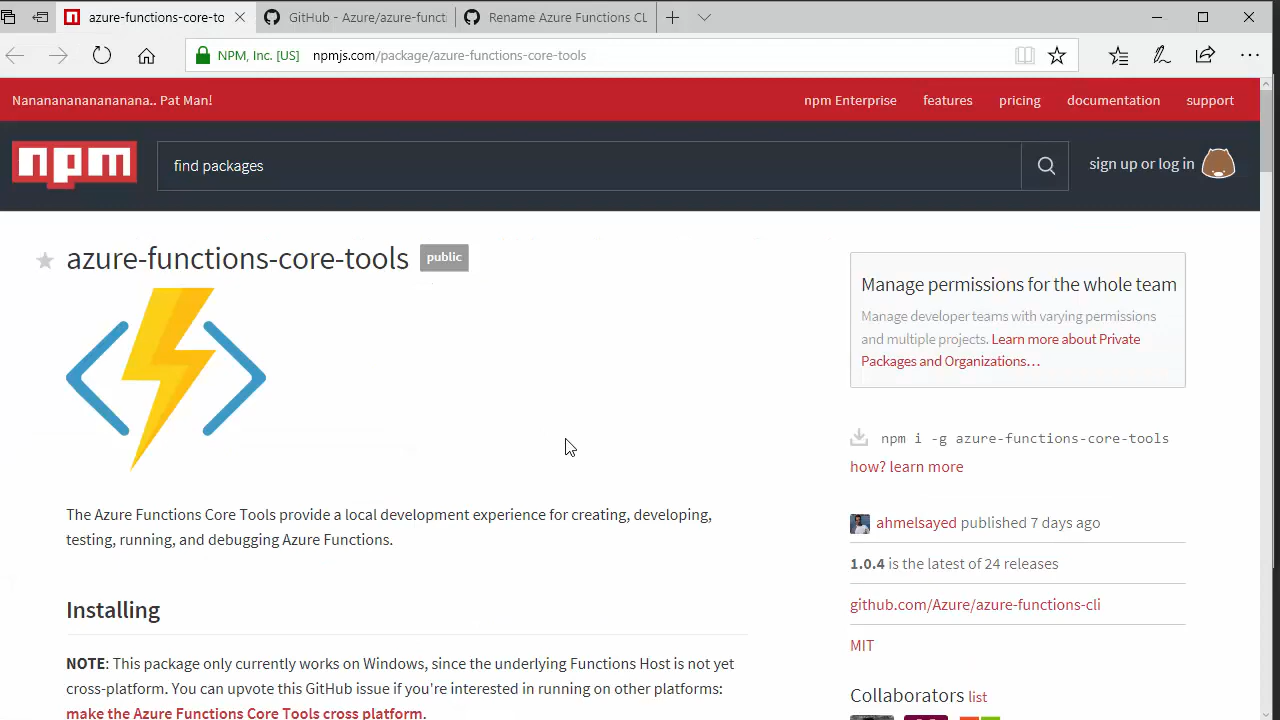 azure-functions-core-to
GitHub - Azure/azure-functi
Rename Azure Functions CL
NPM, Inc. [US] npmjs.com/package/azure-functions-core-tools
Nanananananananana.. Pat Man!
npm Enterprise features pricing documentation support
npm
find packages
sign up or log in
azure-functions-core-tools public
The Azure Functions Core Tools provide a local development experience for creating, developing,
testing, running, and debugging Azure Functions.
Installing
NOTE: This package only currently works on Windows, since the underlying Functions Host is not yet
cross-platform. You can upvote this GitHub issue if you're interested in running on other platforms:
make the Azure Functions Core Tools cross platform.
Manage permissions for the whole team
Manage developer teams with varying permissions
and multiple projects. Learn more about Private
Packages and Organizations…
npm i -g azure-functions-core-tools
how? learn more
ahmelsayed published 7 days ago
1.0.4 is the latest of 24 releases
github.com/Azure/azure-functions-cli
MIT
Collaborators list